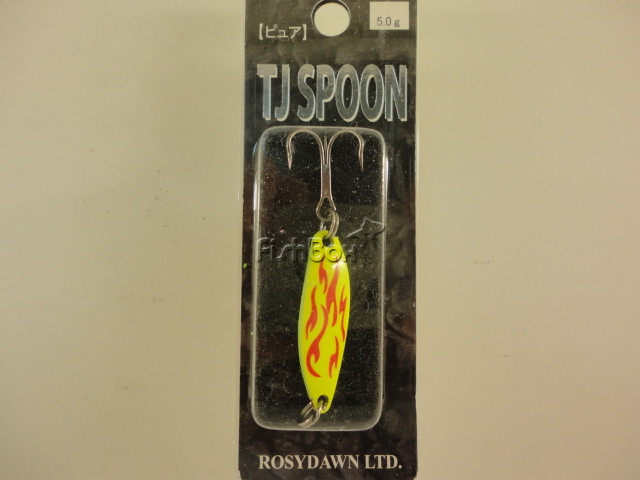 5.0g
【ピュア】
TJ SPOON
FishBox
ROSYDAWN LTD.